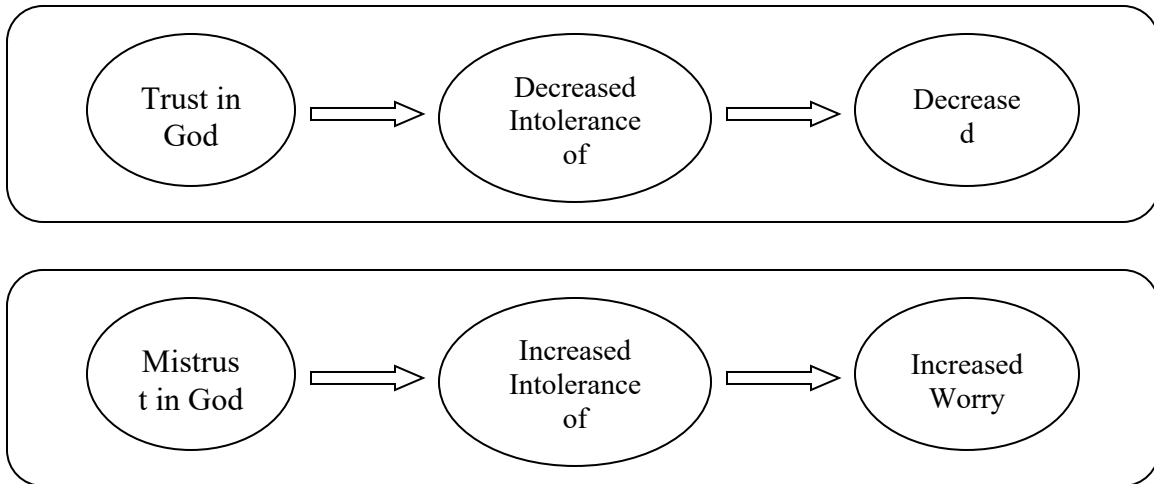 Trust in
God
Decreased
Intolerance
of
Decrease
d
Mistrus
t in God
Increased
Intolerance
of
Increased
Worry